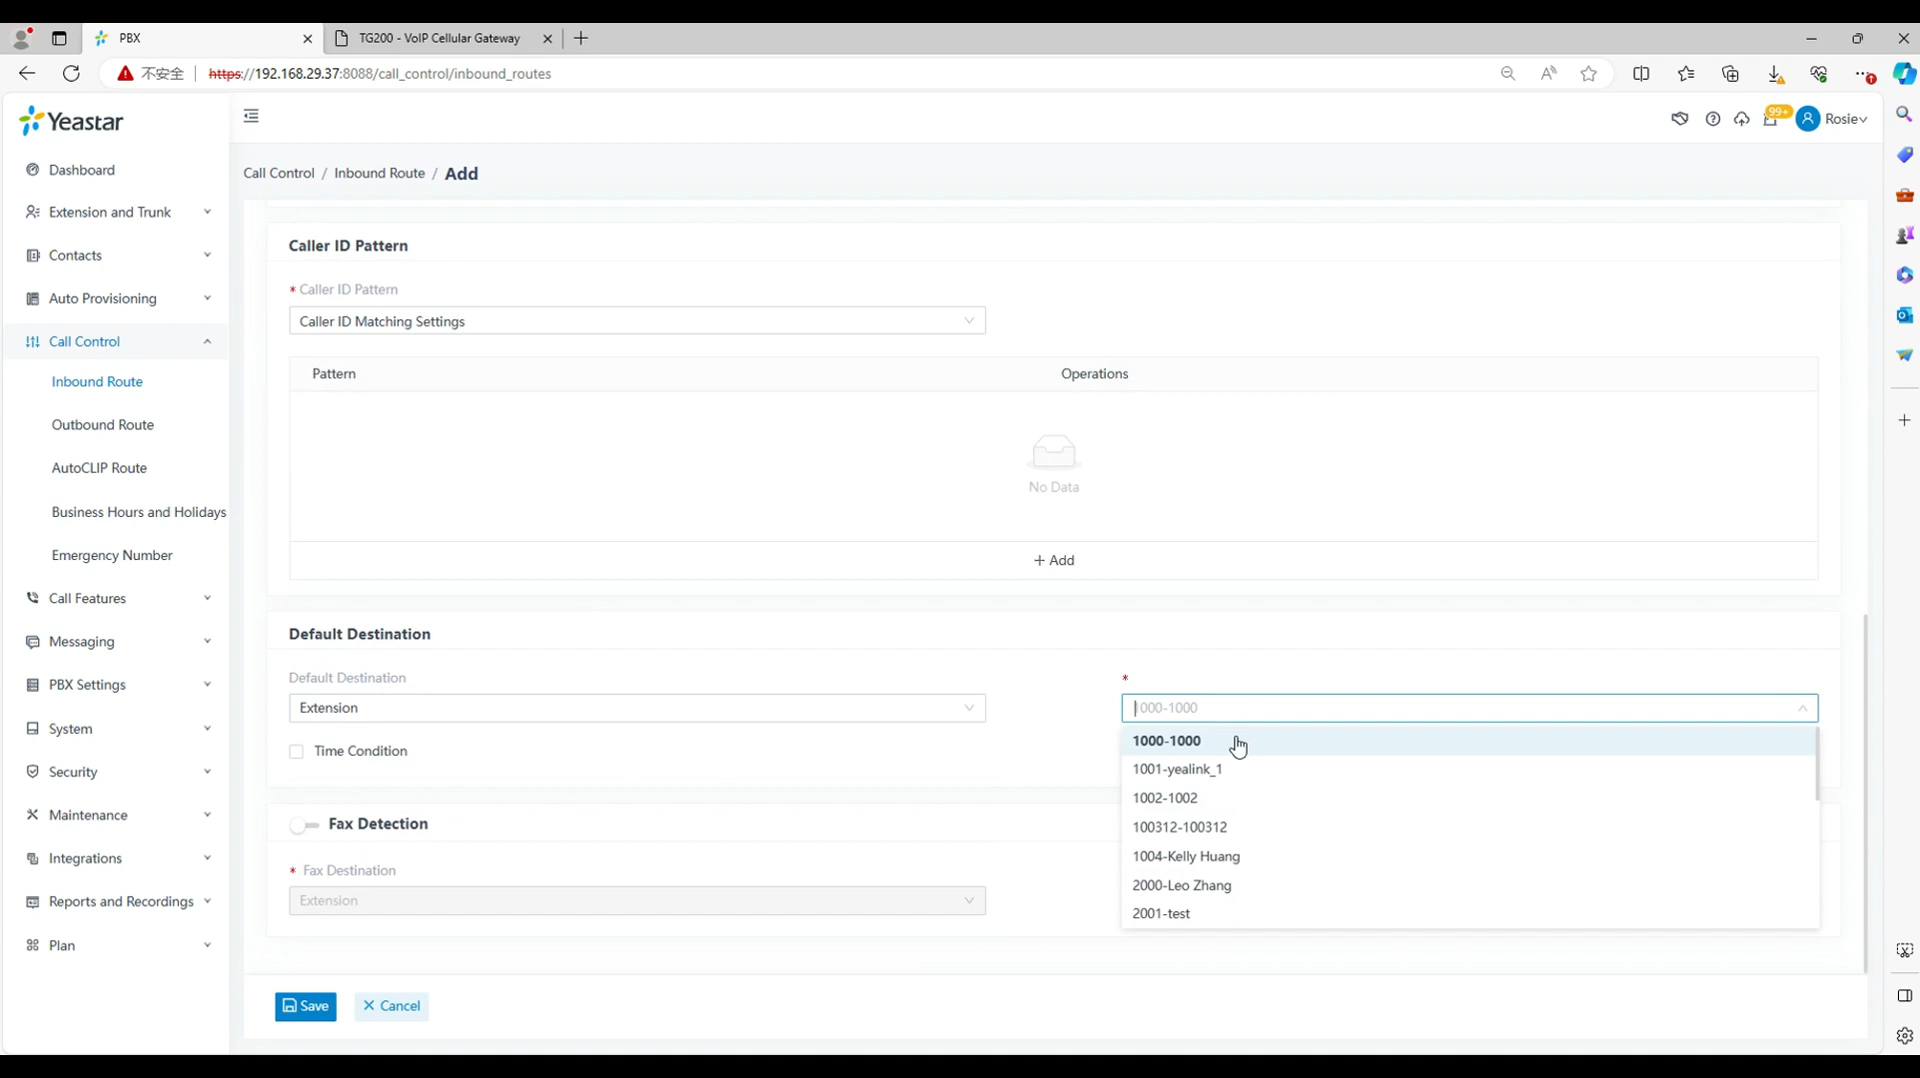 PBX
TG200 - VoIP Cellular Gateway
不安全
https://192.168.29.37:8088/call_control/inbound_routes
Yeastar
99+
Rosie
Dashboard
Extension and Trunk
Contacts
Auto Provisioning
Call Control
Inbound Route
Outbound Route
AutoCLIP Route
Business Hours and Holidays
Emergency Number
Call Features
Messaging
PBX Settings
System
Security
Maintenance
Integrations
Reports and Recordings
Plan
Call Control / Inbound Route / Add
Caller ID Pattern
* Caller ID Pattern
Caller ID Matching Settings
Pattern Operations
No Data
+ Add
Default Destination
Default Destination *
Extension
1000-1000
Time Condition
1000-1000
1001-yealink_1
1002-1002
100312-100312
1004-Kelly Huang
2000-Leo Zhang
2001-test
Fax Detection
* Fax Destination
Extension
Save
Cancel